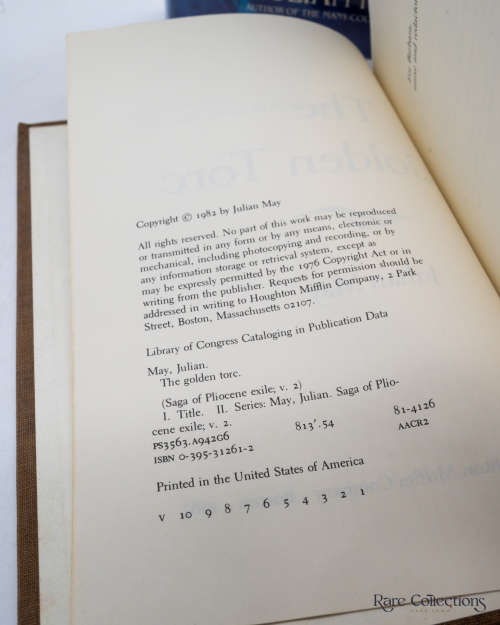 AUTHOR OF THE MANY-COL
Copyright © 1982 by Julian May
All rights reserved. No part of this work may be reproduced
or transmitted in any form or by any means, electronic or
mechanical, including photocopying and recording, or by
any information storage or retrieval system, except as
may be expressly permitted by the 1976 Copyright Act or in
writing from the publisher. Requests for permission should be
addressed in writing to Houghton Mifflin Company, 2 Park
Street, Boston, Massachusetts 02107.
Library of Congress Cataloging in Publication Data
May, Julian.
The golden torc.
(Saga of Pliocene exile; v. 2)
I. Title. II. Series: May, Julian. Saga of Plio-
cene exile; v. 2.
PS3563.A942G6 813'.54 81-4126
ISBN 0-395-31261-2 AACR2
Printed in the United States of America
V 10 9 8 7 6 5 4 3 2 1
Rare Collections